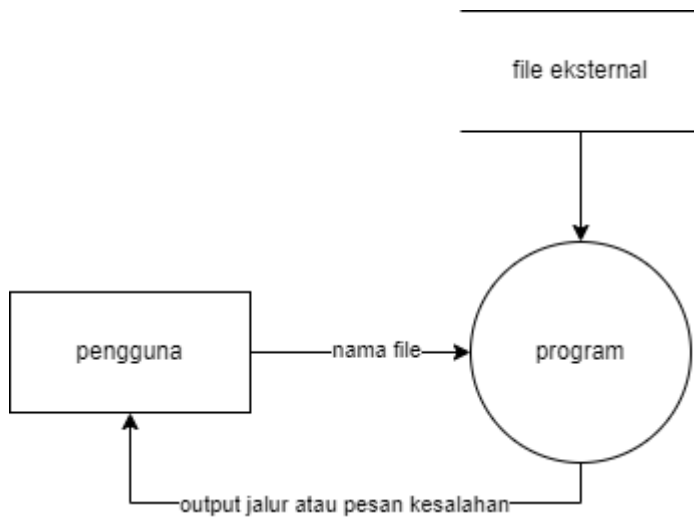 file eksternal
pengguna
nama file
program
output jalur atau pesan kesalahan